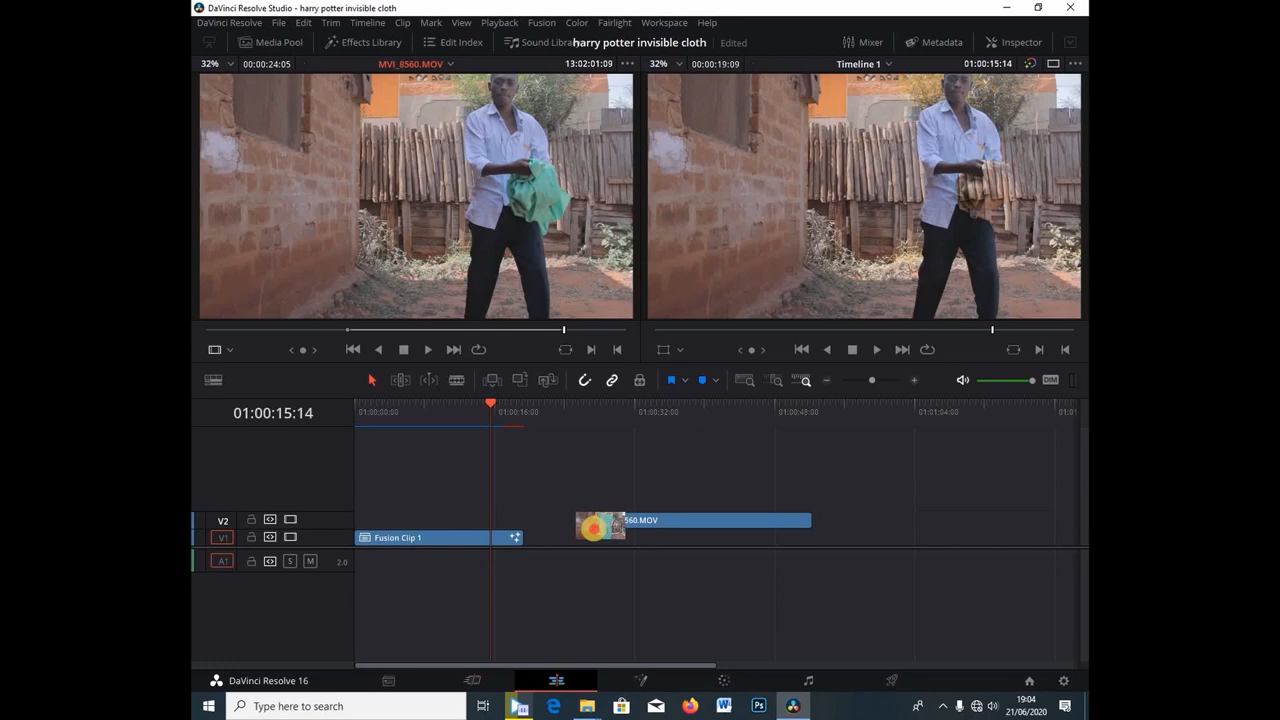 DaVinci Resolve Studio - harry potter invisible cloth
DaVinci Resolve File Edit Trim Timeline Clip Mark View Playback Fusion Color Fairlight Workspace Help
Media Pool Effects Library Edit Index Sound Lib harry potter invisible cloth Edited Mixer Metadata Inspector
32% 00:00:24:05 MVI_8560.MOV 13:02:01:09 32% 00:00:19:09 Timeline 1 01:00:15:14
DIM
01:00:15:14 01:00:00:00 01:00:16:00 01:00:32:00 01:00:48:00 01:01:04:00 01:01
V2 560.MOV
V1 Fusion Clip 1
A1 S M 2.0
DaVinci Resolve 16
Type here to search
W Ps
19:04
21/06/2020